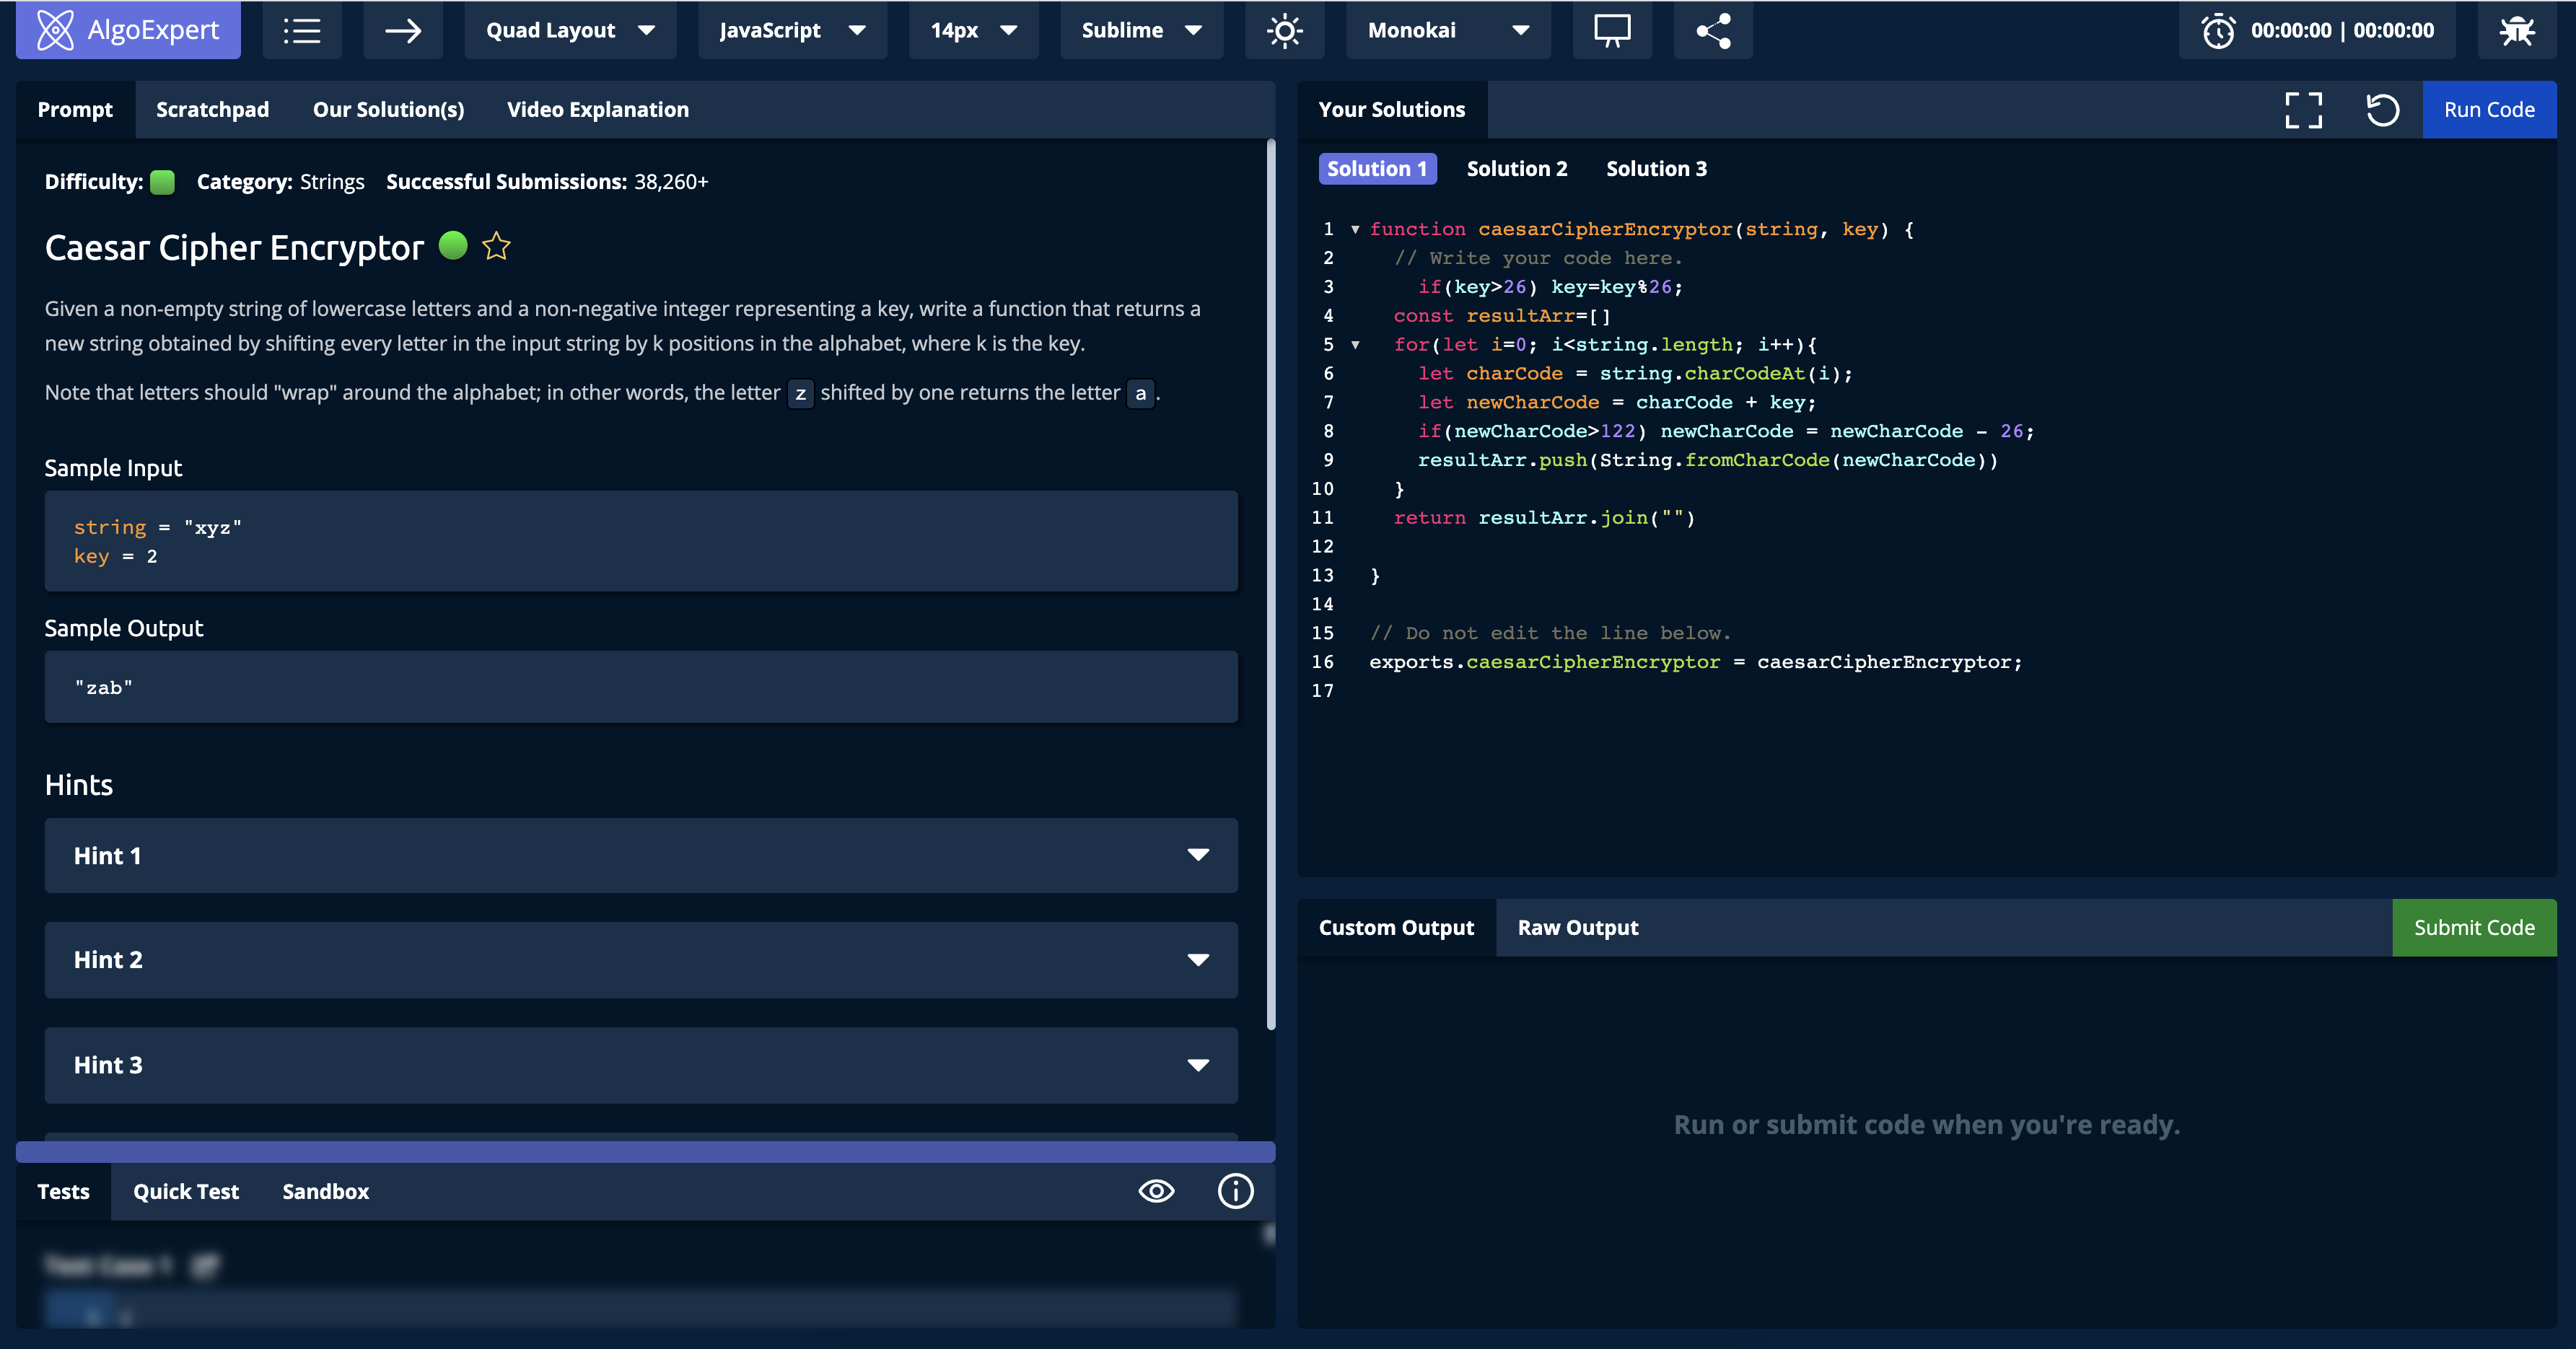 AlgoExpert
Quad Layout
JavaScript
14px
Sublime
Monokai
00:00:00 | 00:00:00
Prompt
Scratchpad
Our Solution(s)
Video Explanation
Difficulty:
Category: Strings
Successful Submissions: 38,260+
Caesar Cipher Encryptor
Given a non-empty string of lowercase letters and a non-negative integer representing a key, write a function that returns a
new string obtained by shifting every letter in the input string by k positions in the alphabet, where k is the key.
Note that letters should "wrap" around the alphabet; in other words, the letter z shifted by one returns the letter a.
Sample Input
string = "xyz"
key = 2
Sample Output
"zab"
Hints
Hint 1
Hint 2
Hint 3
Tests
Quick Test
Sandbox
Test Case 1
Your Solutions
Run Code
Solution 1
Solution 2
Solution 3
1 function caesarCipherEncryptor(string, key) {
2 // Write your code here.
3 if(key>26) key=key%26;
4 const resultArr=[]
5 for(let i=0; i<string.length; i++){
6 let charCode = string.charCodeAt(i);
7 let newCharCode = charCode + key;
8 if(newCharCode>122) newCharCode = newCharCode - 26;
9 resultArr.push(String.fromCharCode(newCharCode))
10 }
11 return resultArr.join("")
12
13 }
14
15 // Do not edit the line below.
16 exports.caesarCipherEncryptor = caesarCipherEncryptor;
17
Custom Output
Raw Output
Submit Code
Run or submit code when you're ready.